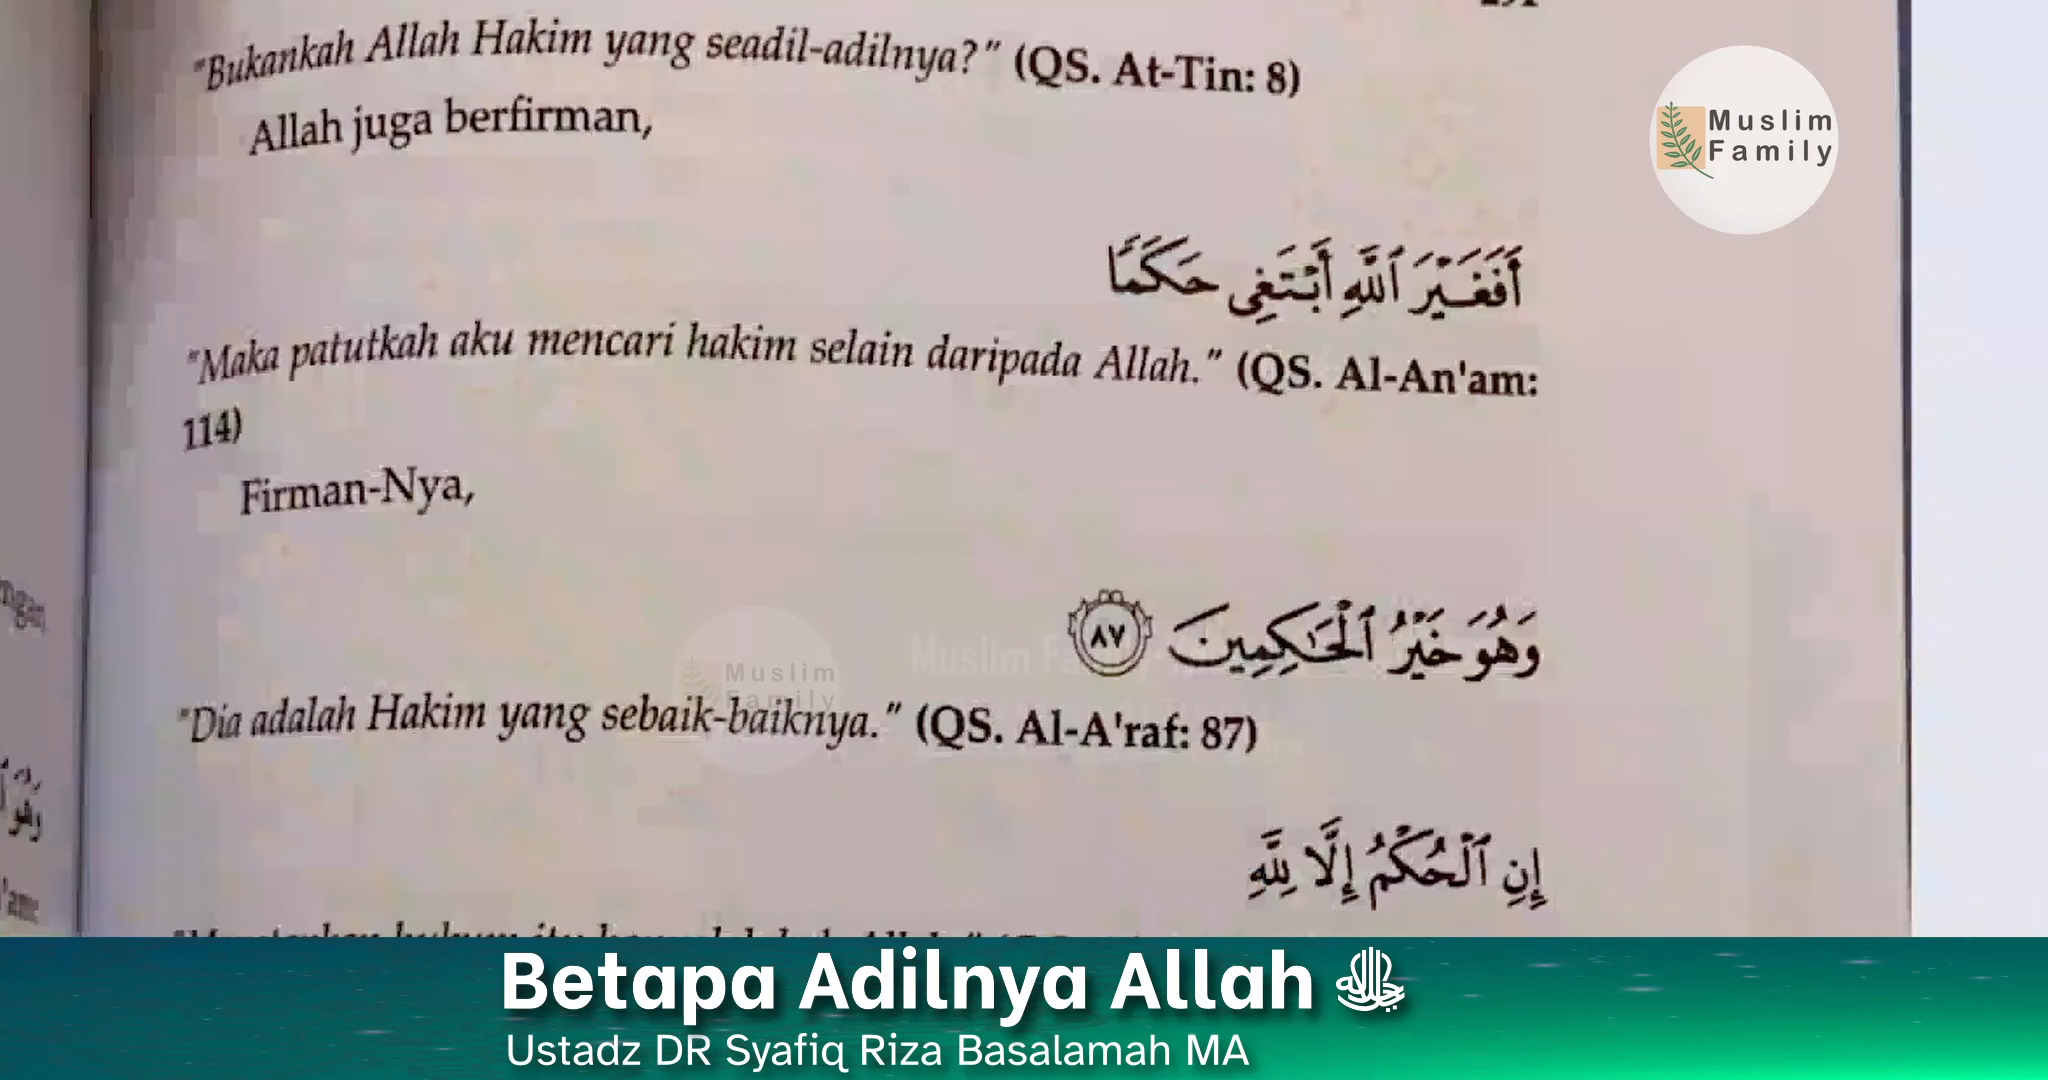 "Bukankah Allah Hakim yang seadil-adilnya?" (QS. At-Tin: 8)
Allah juga berfirman,
Muslim
Family
أَفَغَيْرَ ٱللَّهِ أَبْتَغِى حَكَمًا
"Maka patutkah aku mencari hakim selain daripada Allah." (QS. Al-An'am:
114)
Firman-Nya,
وَهُوَ خَيْرُ ٱلْحَـٰكِمِينَ ٨٧
Muslim
Family
"Dia adalah Hakim yang sebaik-baiknya." (QS. Al-A'raf: 87)
إِنِ ٱلْحُكْمُ إِلَّا لِلَّهِ
Betapa Adilnya Allah ﷻ
Ustadz DR Syafiq Riza Basalamah MA